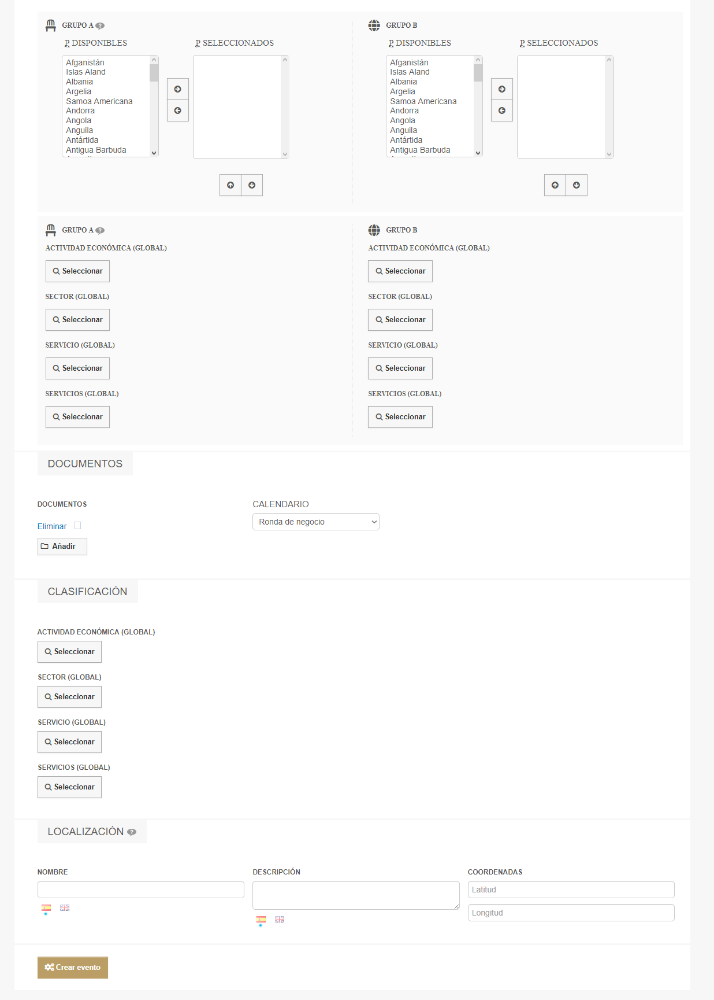 GRUPO A
P. DISPONIBLES
P. SELECCIONADOS
Afganistán
Islas Aland
Albania
Argelia
Samoa Americana
Andorra
Angola
Anguila
Antártida
Antigua Barbuda
GRUPO B
P. DISPONIBLES
P. SELECCIONADOS
Afganistán
Islas Aland
Albania
Argelia
Samoa Americana
Andorra
Angola
Anguila
Antártida
Antigua Barbuda
GRUPO A
ACTIVIDAD ECONÓMICA (GLOBAL)
Seleccionar
SECTOR (GLOBAL)
Seleccionar
SERVICIO (GLOBAL)
Seleccionar
SERVICIOS (GLOBAL)
Seleccionar
GRUPO B
ACTIVIDAD ECONÓMICA (GLOBAL)
Seleccionar
SECTOR (GLOBAL)
Seleccionar
SERVICIO (GLOBAL)
Seleccionar
SERVICIOS (GLOBAL)
Seleccionar
DOCUMENTOS
DOCUMENTOS
Eliminar
Añadir
CALENDARIO
Ronda de negocio
CLASIFICACIÓN
ACTIVIDAD ECONÓMICA (GLOBAL)
Seleccionar
SECTOR (GLOBAL)
Seleccionar
SERVICIO (GLOBAL)
Seleccionar
SERVICIOS (GLOBAL)
Seleccionar
LOCALIZACIÓN
NOMBRE
DESCRIPCIÓN
COORDENADAS
Latitud
Longitud
Crear evento